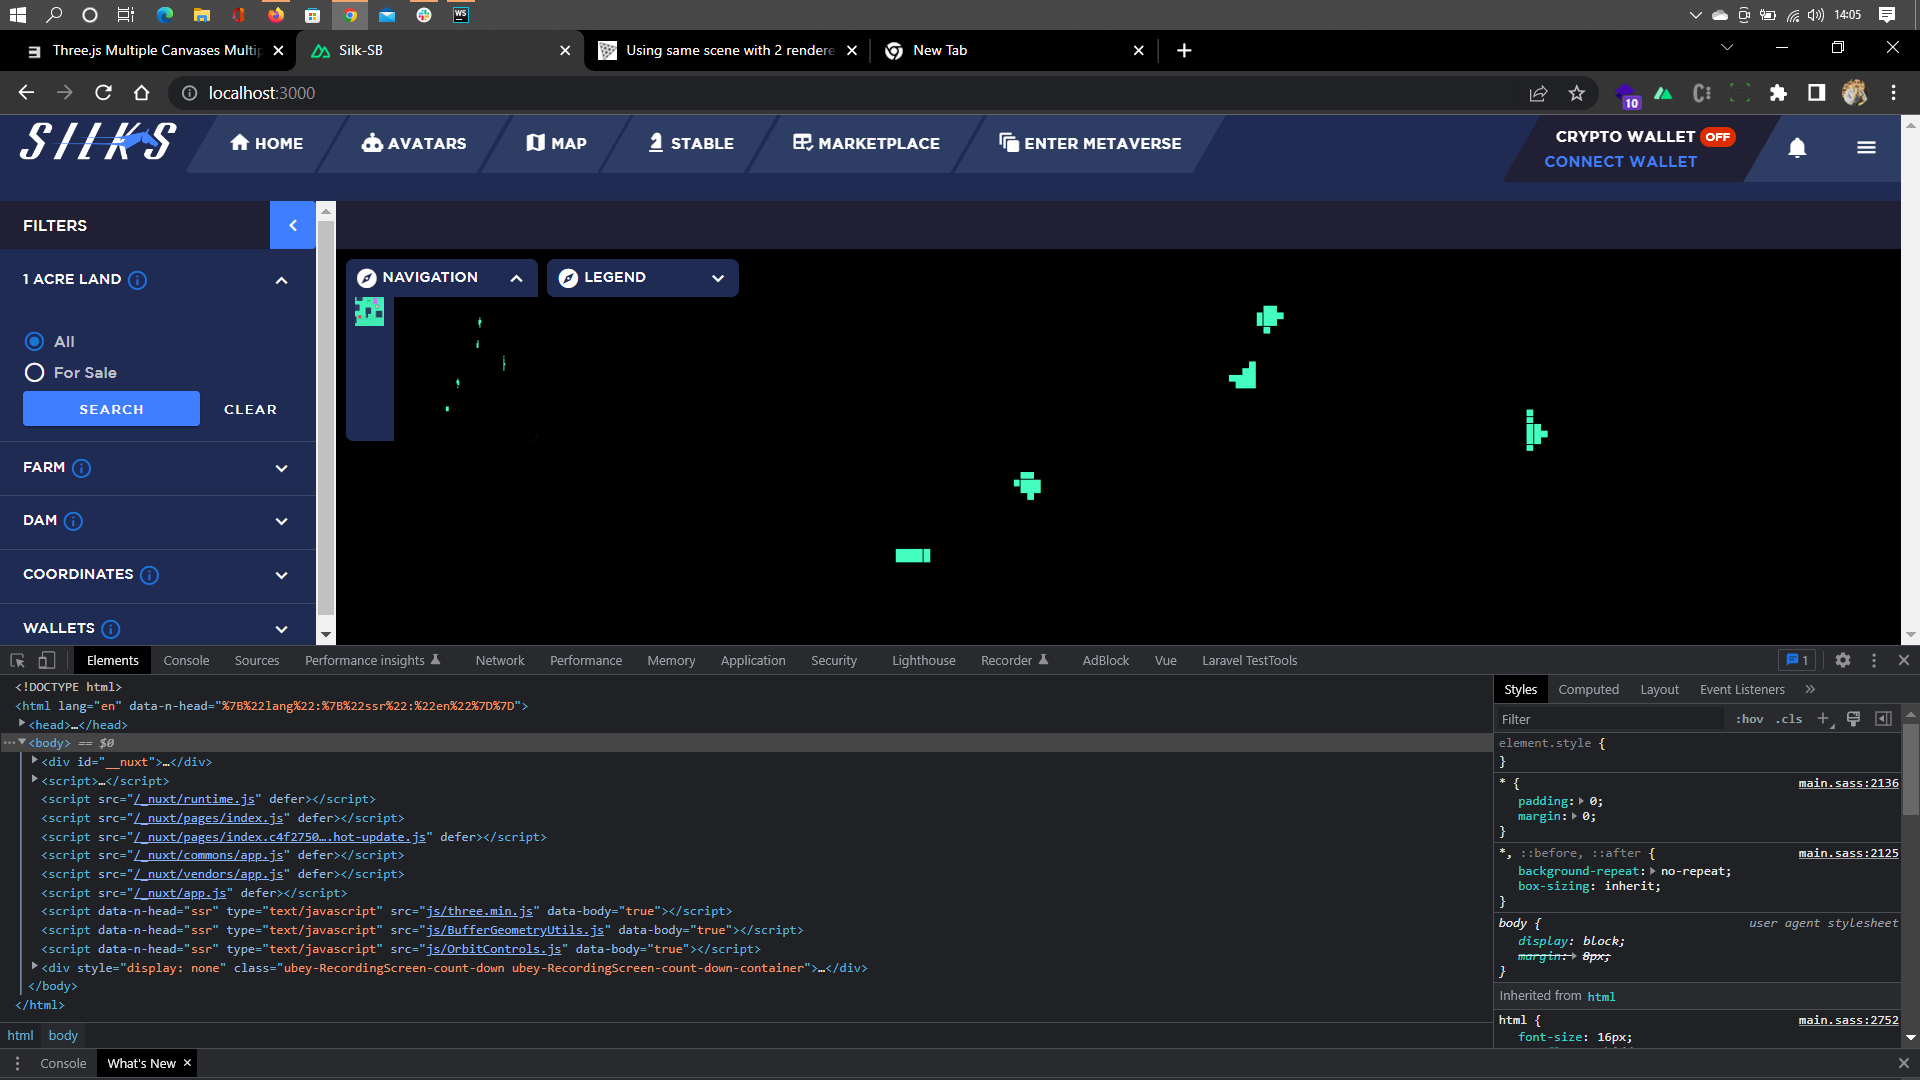 14:05
Three.js Multiple Canvases Multip
Silk-SB
Using same scene with 2 rendere
New Tab
localhost:3000
10
SILKS
HOME
AVATARS
MAP
STABLE
MARKETPLACE
ENTER METAVERSE
CRYPTO WALLET OFF
CONNECT WALLET
FILTERS
NAVIGATION
LEGEND
1 ACRE LAND
All
For Sale
SEARCH
CLEAR
FARM
DAM
COORDINATES
WALLETS
Elements
Console
Sources
Performance insights
Network
Performance
Memory
Application
Security
Lighthouse
Recorder
AdBlock
Vue
Laravel TestTools
1
<!DOCTYPE html>
<html lang="en" data-n-head="%7B%22lang%22:%7B%22ssr%22:%22en%22%7D%7D">
<head>…</head>
<body> == $0
<div id="__nuxt">…</div>
<script>…</script>
<script src="/_nuxt/runtime.js" defer></script>
<script src="/_nuxt/pages/index.js" defer></script>
<script src="/_nuxt/pages/index.c4f2750….hot-update.js" defer></script>
<script src="/_nuxt/commons/app.js" defer></script>
<script src="/_nuxt/vendors/app.js" defer></script>
<script src="/_nuxt/app.js" defer></script>
<script data-n-head="ssr" type="text/javascript" src="js/three.min.js" data-body="true"></script>
<script data-n-head="ssr" type="text/javascript" src="js/BufferGeometryUtils.js" data-body="true"></script>
<script data-n-head="ssr" type="text/javascript" src="js/OrbitControls.js" data-body="true"></script>
<div style="display: none" class="ubey-RecordingScreen-count-down ubey-RecordingScreen-count-down-container">…</div>
</body>
</html>
html body
Styles
Computed
Layout
Event Listeners
Filter
:hov .cls
element.style {
}
* { main.sass:2136
padding: 0;
margin: 0;
}
*, ::before, ::after { main.sass:2125
background-repeat: no-repeat;
box-sizing: inherit;
}
body { user agent stylesheet
display: block;
margin: 8px;
}
Inherited from html
html { main.sass:2752
font-size: 16px;
Console
What's New